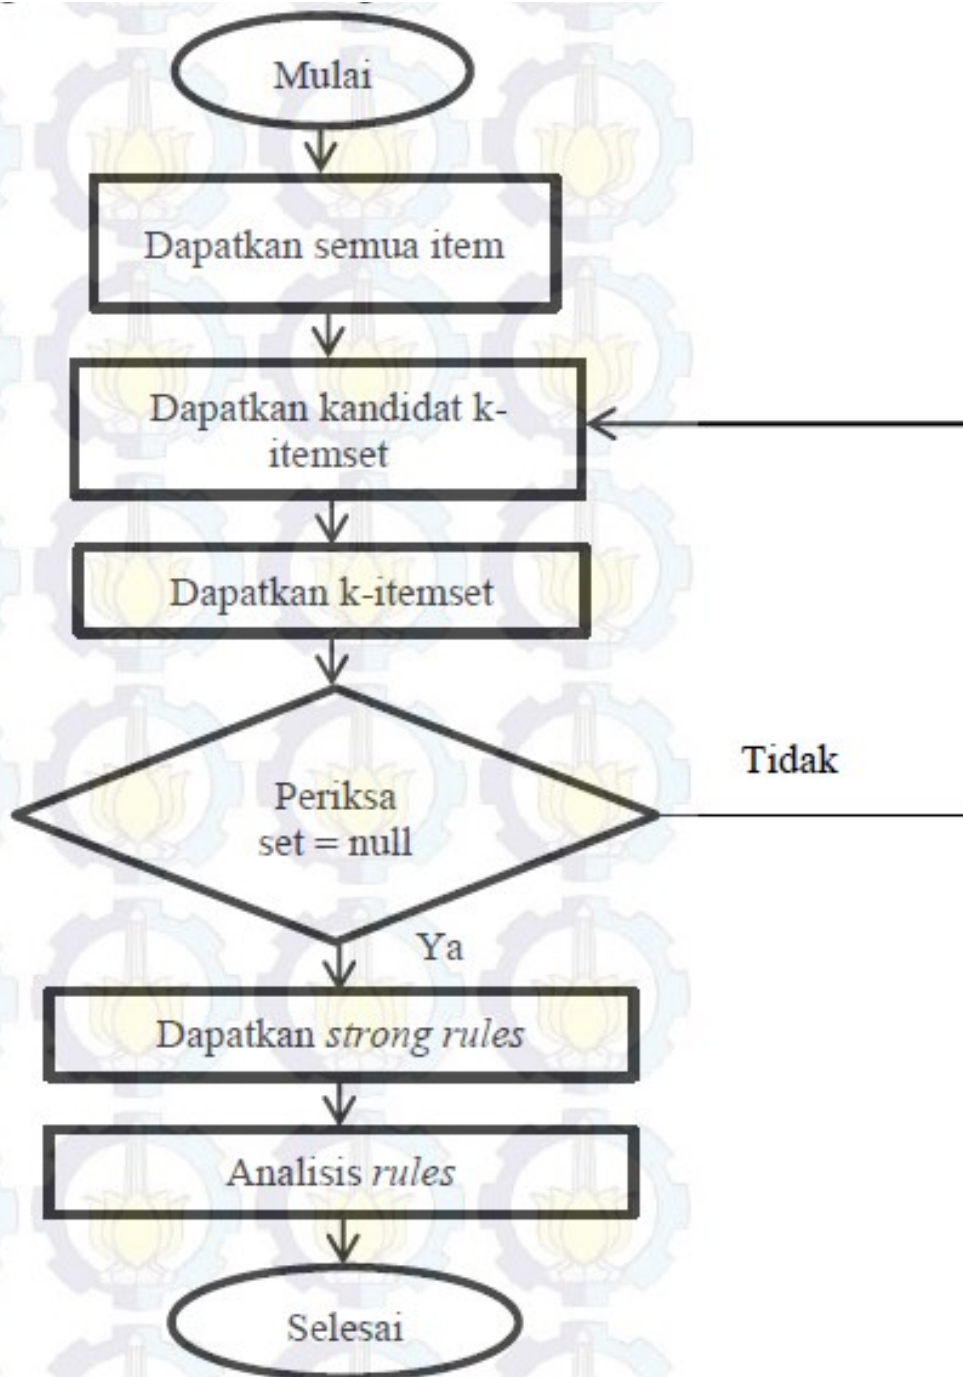 Mulai
Dapatkan semua item
Dapatkan kandidat k-
itemset
Dapatkan k-itemset
Tidak
Periksa
set = null
Ya
Dapatkan strong rules
Analisis rules
Selesai